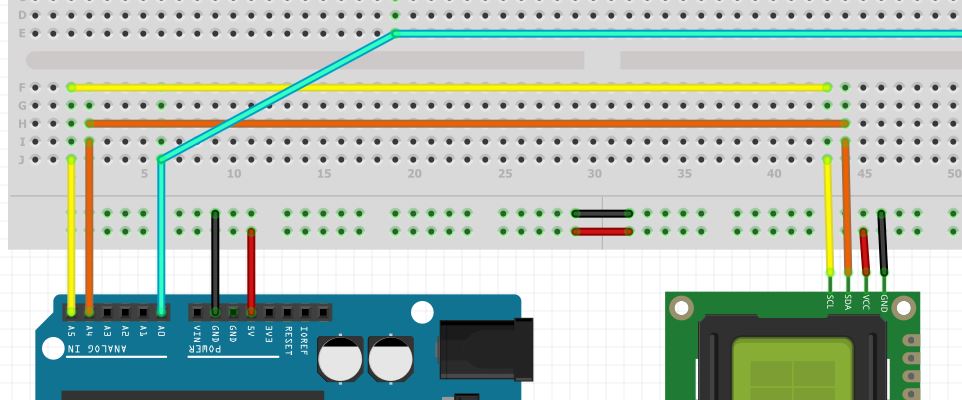 D
E
F
G
H
I
J
5 10 15 20 25 30 35 40 45 50
A5 A4 A3 A2 A1 A0
ANALOG IN
VIN GND GND 5V 3V3 RESET IOREF
POWER
SCL SDA VCC GND